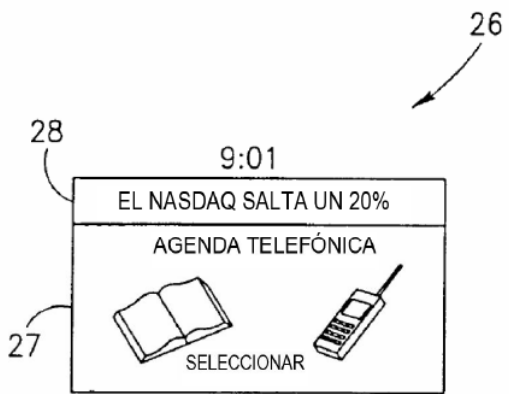 26
28
9:01
EL NASDAQ SALTA UN 20%
AGENDA TELEFÓNICA
27
SELECCIONAR